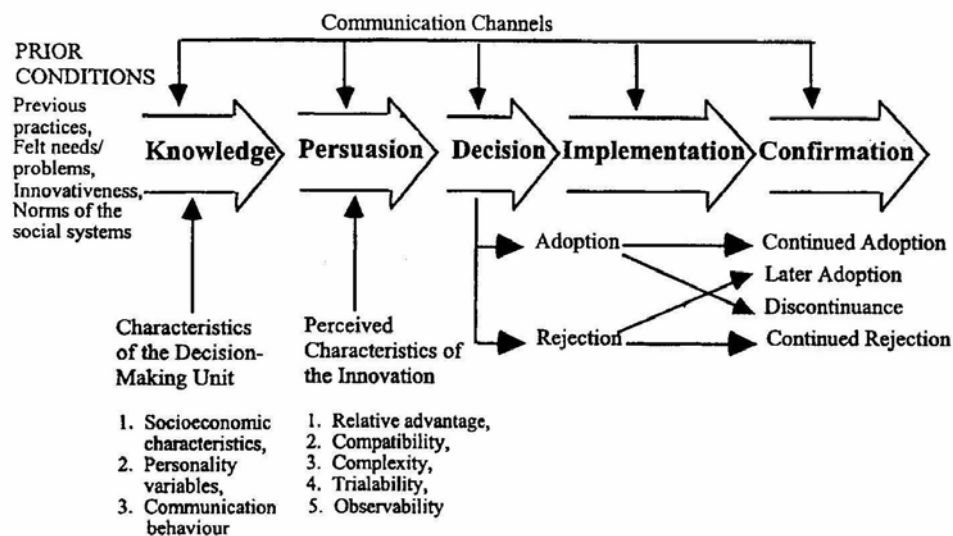 Communication Channels
PRIOR
CONDITIONS
Previous
practices,
Felt needs/
problems,
Innovativeness,
Norms of the
social systems
Knowledge
Persuasion
Decision
Implementation
Confirmation
Adoption
Rejection
Continued Adoption
Later Adoption
Discontinuance
Continued Rejection
Characteristics
of the Decision-
Making Unit
1. Socioeconomic
characteristics,
2. Personality
variables,
3. Communication
behaviour
Perceived
Characteristics of
the Innovation
1. Relative advantage,
2. Compatibility,
3. Complexity,
4. Trialability,
5. Observability